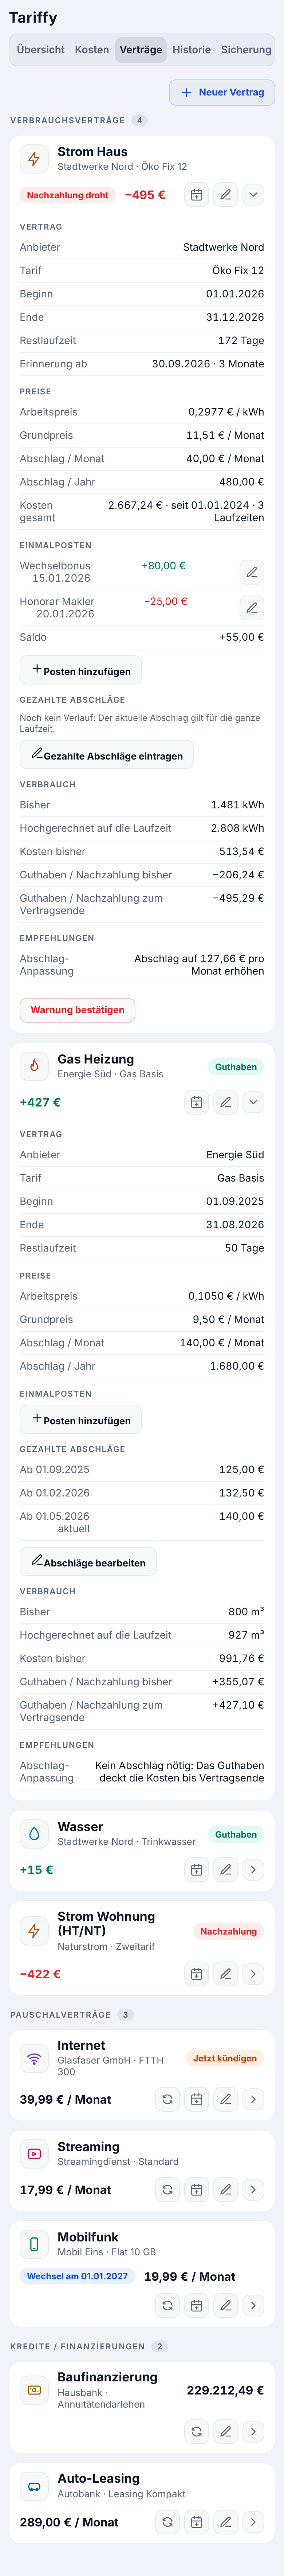 Tariffy
Übersicht Kosten Verträge Historie Sicherung
Neuer Vertrag
VERBRAUCHSVERTRÄGE 4
Strom Haus
Stadtwerke Nord · Öko Fix 12
Nachzahlung droht −495 €
VERTRAG
Anbieter Stadtwerke Nord
Tarif Öko Fix 12
Beginn 01.01.2026
Ende 31.12.2026
Restlaufzeit 172 Tage
Erinnerung ab 30.09.2026 · 3 Monate
PREISE
Arbeitspreis 0,2977 € / kWh
Grundpreis 11,51 € / Monat
Abschlag / Monat 40,00 € / Monat
Abschlag / Jahr 480,00 €
Kosten gesamt 2.667,24 € · seit 01.01.2024 · 3 Laufzeiten
EINMALPOSTEN
Wechselbonus +80,00 €
15.01.2026
Honorar Makler −25,00 €
20.01.2026
Saldo +55,00 €
Posten hinzufügen
GEZAHLTE ABSCHLÄGE
Noch kein Verlauf: Der aktuelle Abschlag gilt für die ganze
Laufzeit.
Gezahlte Abschläge eintragen
VERBRAUCH
Bisher 1.481 kWh
Hochgerechnet auf die Laufzeit 2.808 kWh
Kosten bisher 513,54 €
Guthaben / Nachzahlung bisher −206,24 €
Guthaben / Nachzahlung zum −495,29 €
Vertragsende
EMPFEHLUNGEN
Abschlag-Anpassung Abschlag auf 127,66 € pro Monat erhöhen
Warnung bestätigen
Gas Heizung
Energie Süd · Gas Basis
Guthaben
+427 €
VERTRAG
Anbieter Energie Süd
Tarif Gas Basis
Beginn 01.09.2025
Ende 31.08.2026
Restlaufzeit 50 Tage
PREISE
Arbeitspreis 0,1050 € / kWh
Grundpreis 9,50 € / Monat
Abschlag / Monat 140,00 € / Monat
Abschlag / Jahr 1.680,00 €
EINMALPOSTEN
Posten hinzufügen
GEZAHLTE ABSCHLÄGE
Ab 01.09.2025 125,00 €
Ab 01.02.2026 132,50 €
Ab 01.05.2026 140,00 €
aktuell
Abschläge bearbeiten
VERBRAUCH
Bisher 800 m³
Hochgerechnet auf die Laufzeit 927 m³
Kosten bisher 991,76 €
Guthaben / Nachzahlung bisher +355,07 €
Guthaben / Nachzahlung zum +427,10 €
Vertragsende
EMPFEHLUNGEN
Abschlag-Anpassung Kein Abschlag nötig: Das Guthaben deckt die Kosten bis Vertragsende
Wasser
Stadtwerke Nord · Trinkwasser
Guthaben
+15 €
Strom Wohnung
(HT/NT)
Naturstrom · Zweitarif
Nachzahlung
−422 €
PAUSCHALVERTRÄGE 3
Internet
Glasfaser GmbH · FTTH
300
Jetzt kündigen
39,99 € / Monat
Streaming
Streamingdienst · Standard
17,99 € / Monat
Mobilfunk
Mobil Eins · Flat 10 GB
Wechsel am 01.01.2027 19,99 € / Monat
KREDITE / FINANZIERUNGEN 2
Baufinanzierung
Hausbank ·
Annuitätendarlehen
229.212,49 €
Auto-Leasing
Autobank · Leasing Kompakt
289,00 € / Monat